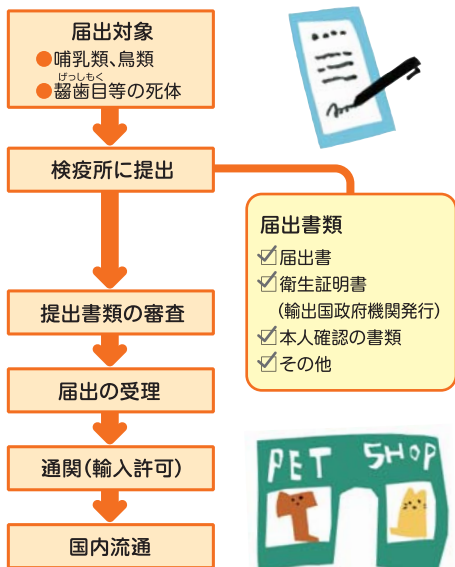 届出対象
●哺乳類、鳥類
げっしもく
●齧歯目等の死体
検疫所に提出
届出書類
届出書
衛生証明書
(輸出国政府機関発行)
本人確認の書類
その他
提出書類の審査
届出の受理
通関(輸入許可)
国内流通
PET SHOP